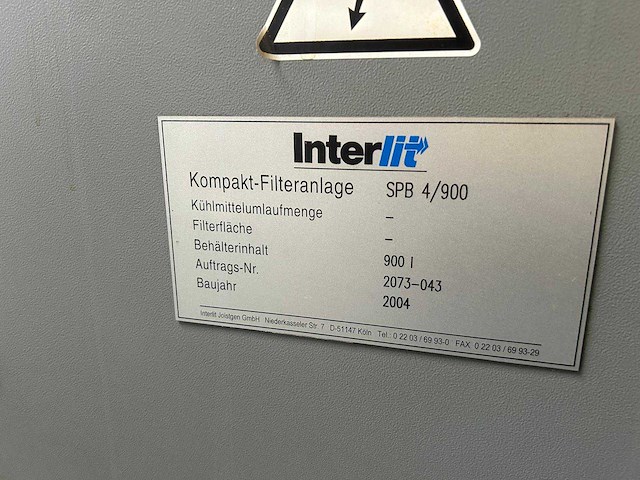 Interlit
Kompakt-Filteranlage SPB 4/900
Kühlmittelumlaufmenge –
Filterfläche –
Behälterinhalt 900 l
Auftrags-Nr. 2073-043
Baujahr 2004
Interlit Joistgen GmbH Niederkasseler Str. 7 D-51147 Köln Tel.: 0 22 03 / 69 93-0 FAX 0 22 03 / 69 93-29